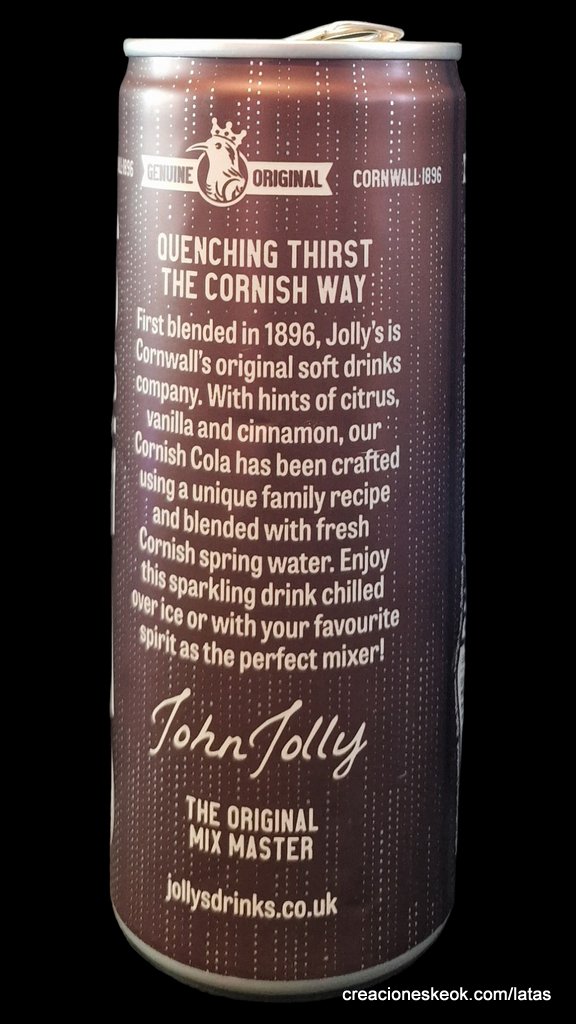 GENUINE ORIGINAL CORNWALL·1896
QUENCHING THIRST
THE CORNISH WAY
First blended in 1896, Jolly's is
Cornwall's original soft drinks
company. With hints of citrus,
vanilla and cinnamon, our
Cornish Cola has been crafted
using a unique family recipe
and blended with fresh
Cornish spring water. Enjoy
this sparkling drink chilled
over ice or with your favourite
spirit as the perfect mixer!
John Jolly
THE ORIGINAL
MIX MASTER
jollysdrinks.co.uk
creacioneskeok.com/latas